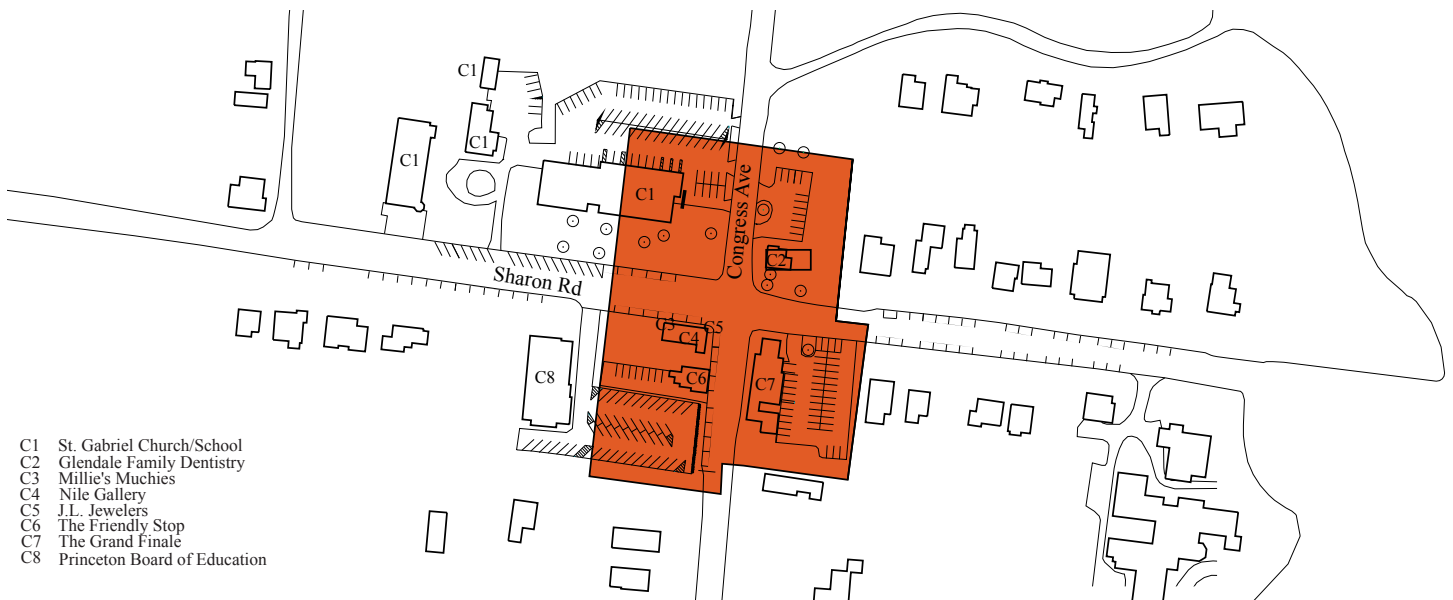 C1
C1
C1
C1
Congress Ave
C2
Sharon Rd
C3
C5
C4
C8
C6
C7
C1 St. Gabriel Church/School
C2 Glendale Family Dentistry
C3 Millie's Muchies
C4 Nile Gallery
C5 J.L. Jewelers
C6 The Friendly Stop
C7 The Grand Finale
C8 Princeton Board of Education